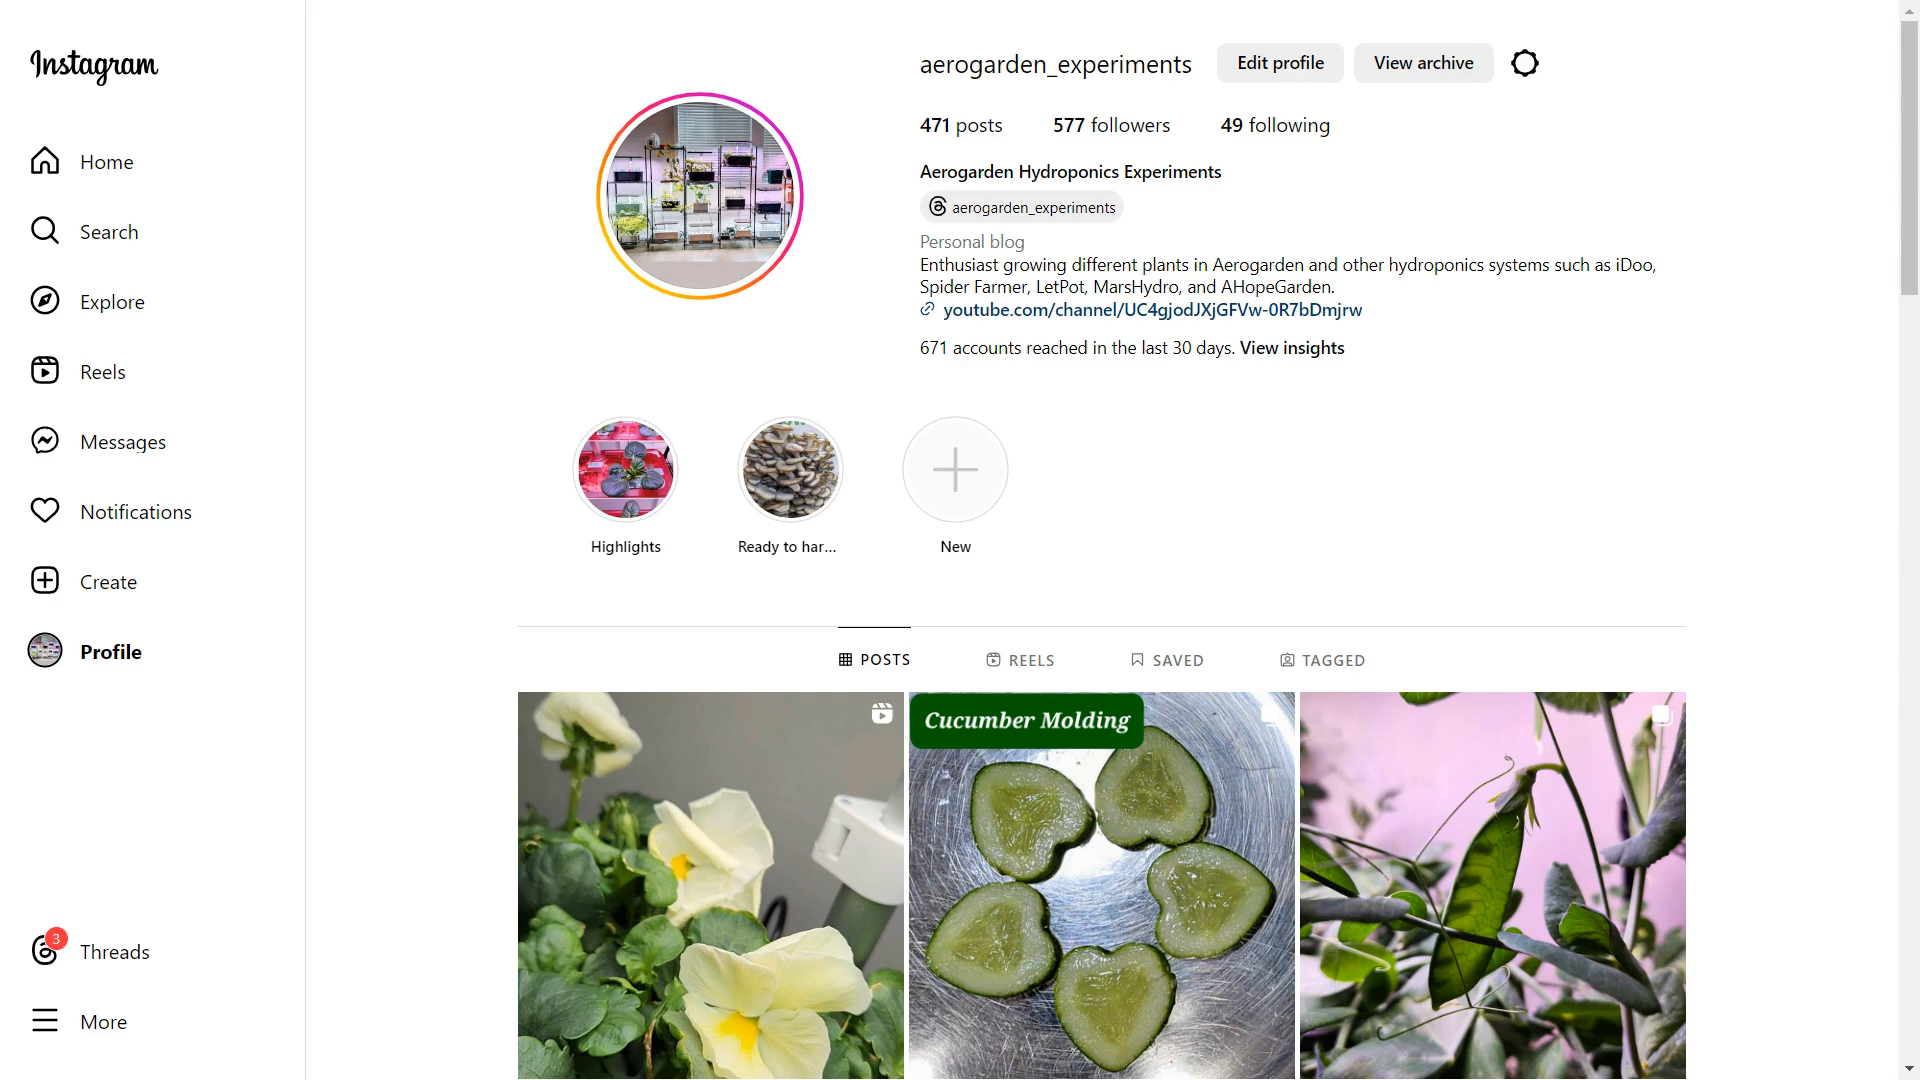 Instagram
Home
Search
Explore
Reels
Messages
Notifications
Create
Profile
3
Threads
More
aerogarden_experiments
Edit profile
View archive
471 posts
577 followers
49 following
Aerogarden Hydroponics Experiments
aerogarden_experiments
Personal blog
Enthusiast growing different plants in Aerogarden and other hydroponics systems such as iDoo,
Spider Farmer, LetPot, MarsHydro, and AHopeGarden.
youtube.com/channel/UC4gjodJXjGFVw-0R7bDmjrw
671 accounts reached in the last 30 days. View insights
Highlights
Ready to har...
New
POSTS
REELS
SAVED
TAGGED
Cucumber Molding